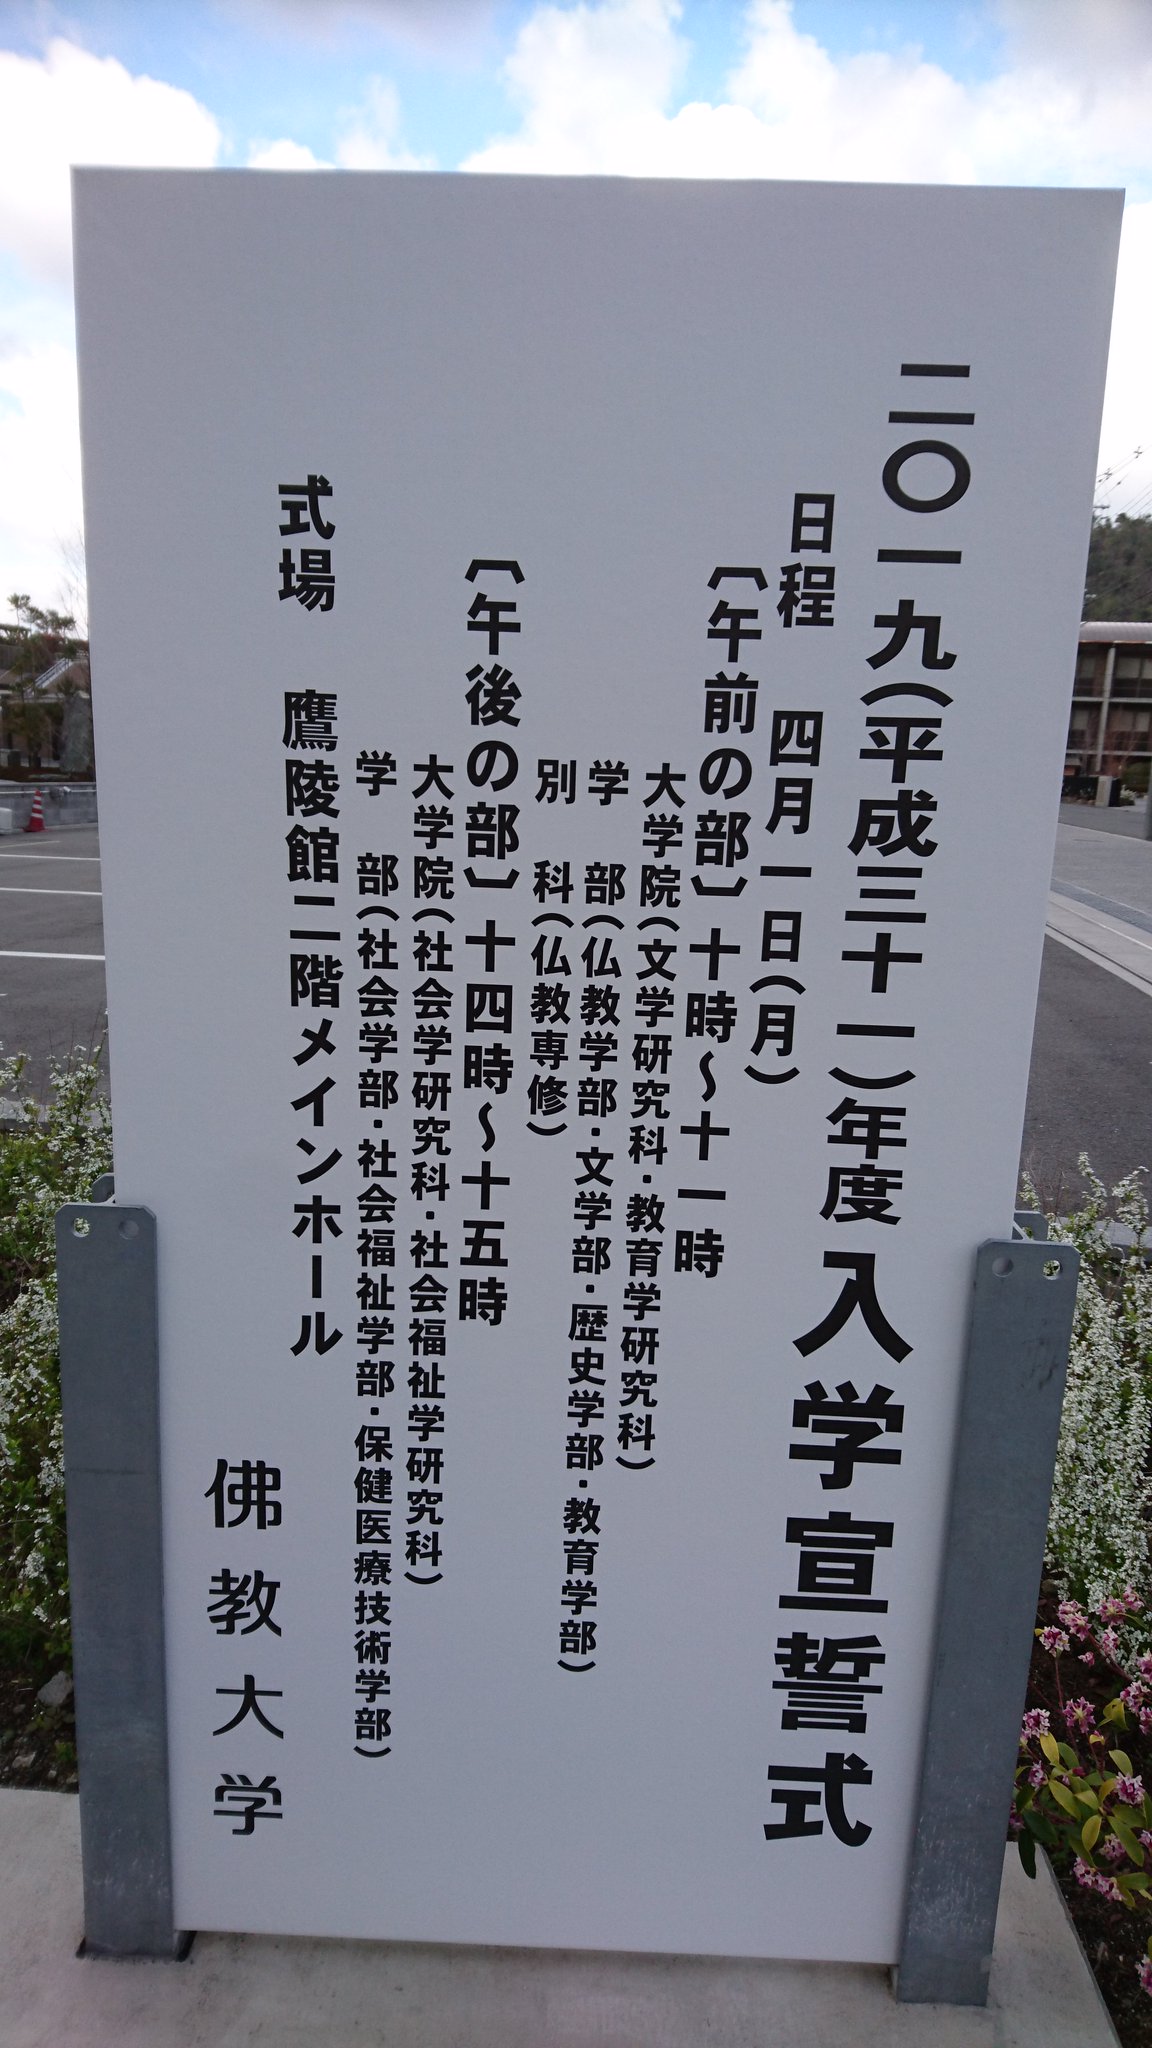 二〇一九(平成三十一)年度入学宣誓式
日程 四月一日(月)
〔午前の部〕十時～十一時
大学院(文学研究科・教育学研究科)
学 部(仏教学部・文学部・歴史学部・教育学部)
別 科(仏教専修)
〔午後の部〕十四時～十五時
大学院(社会学研究科・社会福祉学研究科)
学 部(社会学部・社会福祉学部・保健医療技術学部)
式場 鷹陵館二階メインホール
佛教大学